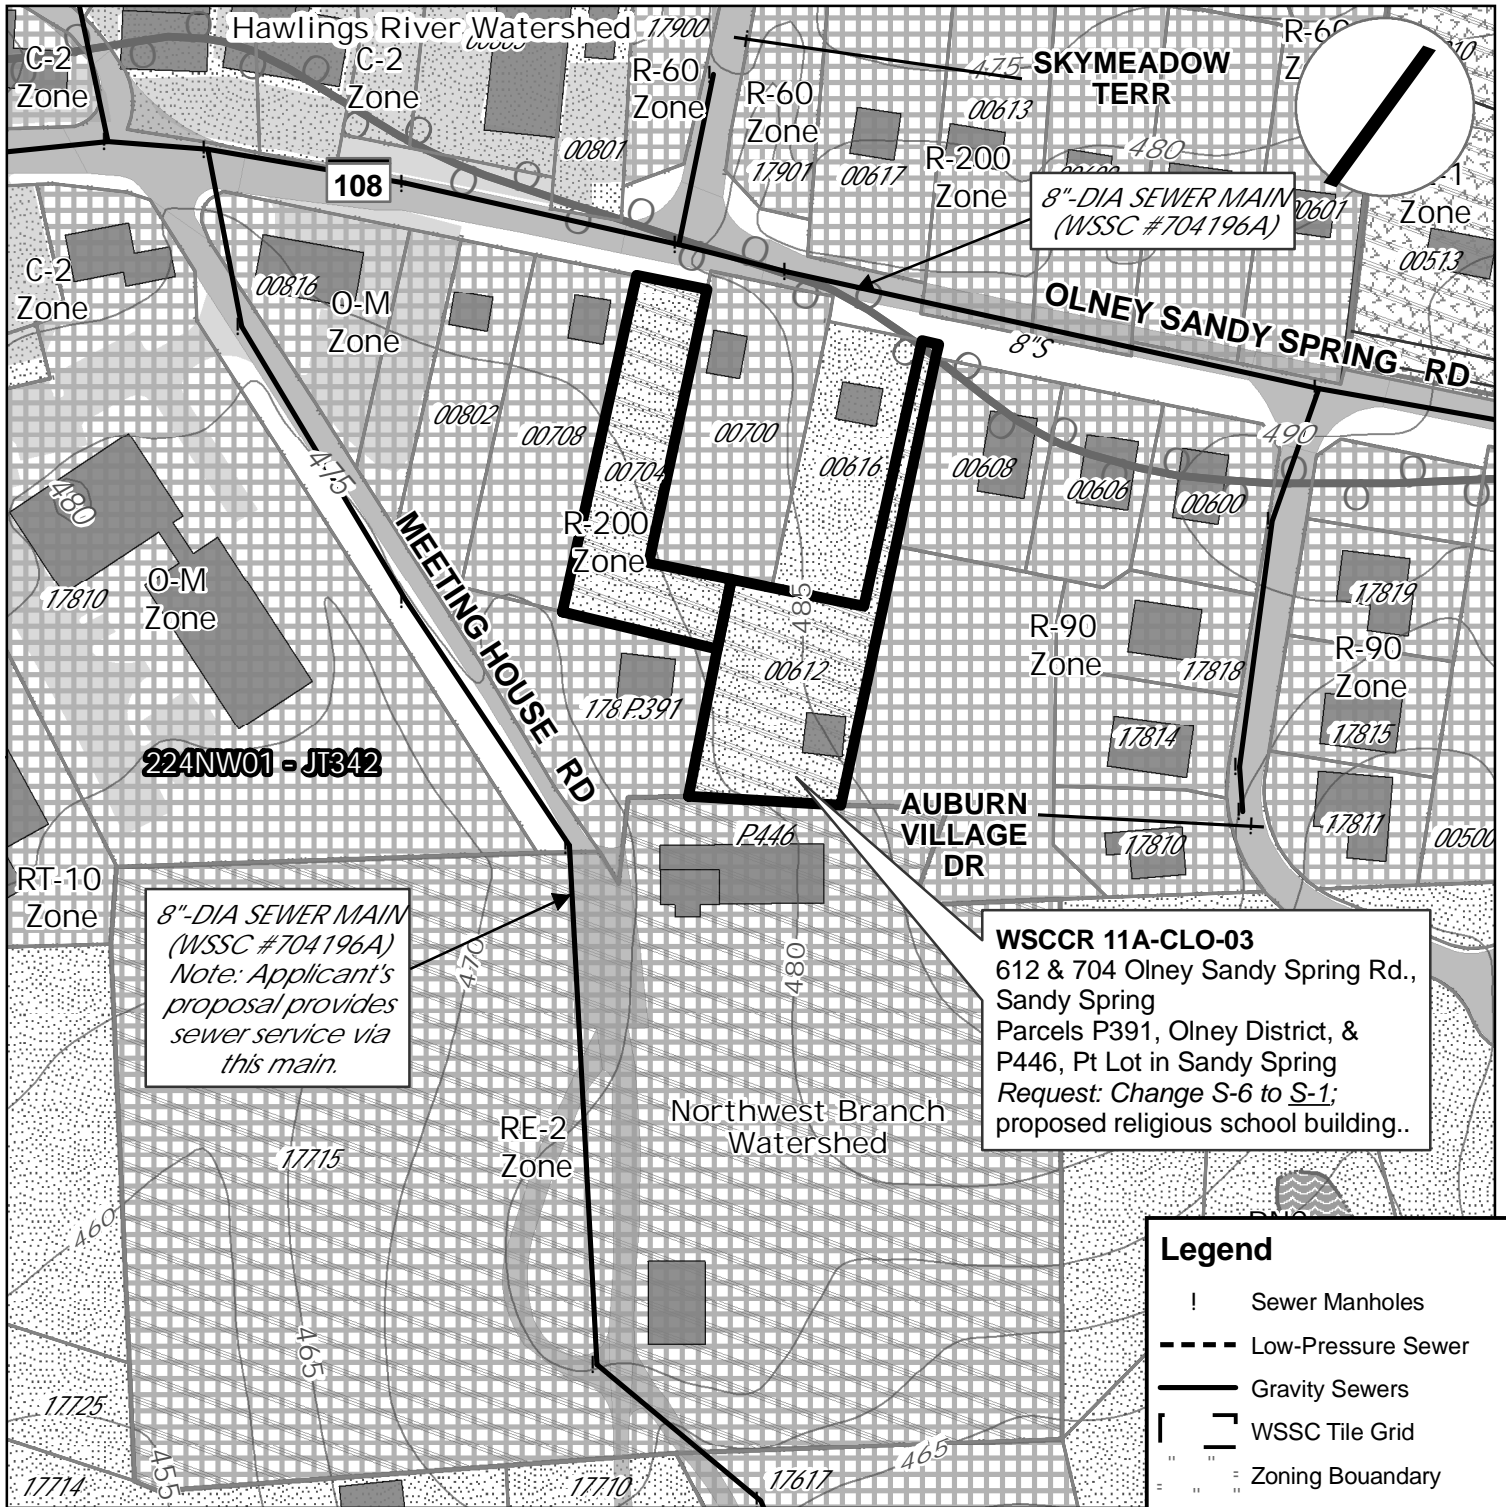 Hawlings River Watershed
17900
C-2
Zone
C-2
Zone
R-60
Zone
R-60
Zone
475
SKYMEADOW
TERR
00613
480
R-60
00801
17901
00617
R-200
Zone
108
8"-DIA SEWER MAIN
(WSSC #704196A)
00601
Zone
00513
C-2
Zone
00816
O-M
Zone
OLNEY SANDY SPRING RD
8"S
00802
00708
00700
00704
00616
00608
00606
00600
490
475
480
R-200
Zone
MEETING HOUSE RD
17810
O-M
Zone
485
00612
R-90
Zone
17819
R-90
Zone
17818
178
P391
17814
17815
224NW01 - JT342
AUBURN
VILLAGE
DR
17811
17810
00500
P446
RT-10
Zone
8"-DIA SEWER MAIN
(WSSC #704196A)
Note: Applicant's
proposal provides
sewer service via
this main.
470
480
WSCCR 11A-CLO-03
612 & 704 Olney Sandy Spring Rd.,
Sandy Spring
Parcels P391, Olney District, &
P446, Pt Lot in Sandy Spring
Request: Change S-6 to S-1;
proposed religious school building..
RE-2
Zone
Northwest Branch
Watershed
17715
460
465
Legend
! Sewer Manholes
Low-Pressure Sewer
Gravity Sewers
WSSC Tile Grid
Zoning Bouandary
17725
455
17714
17710
17617
465